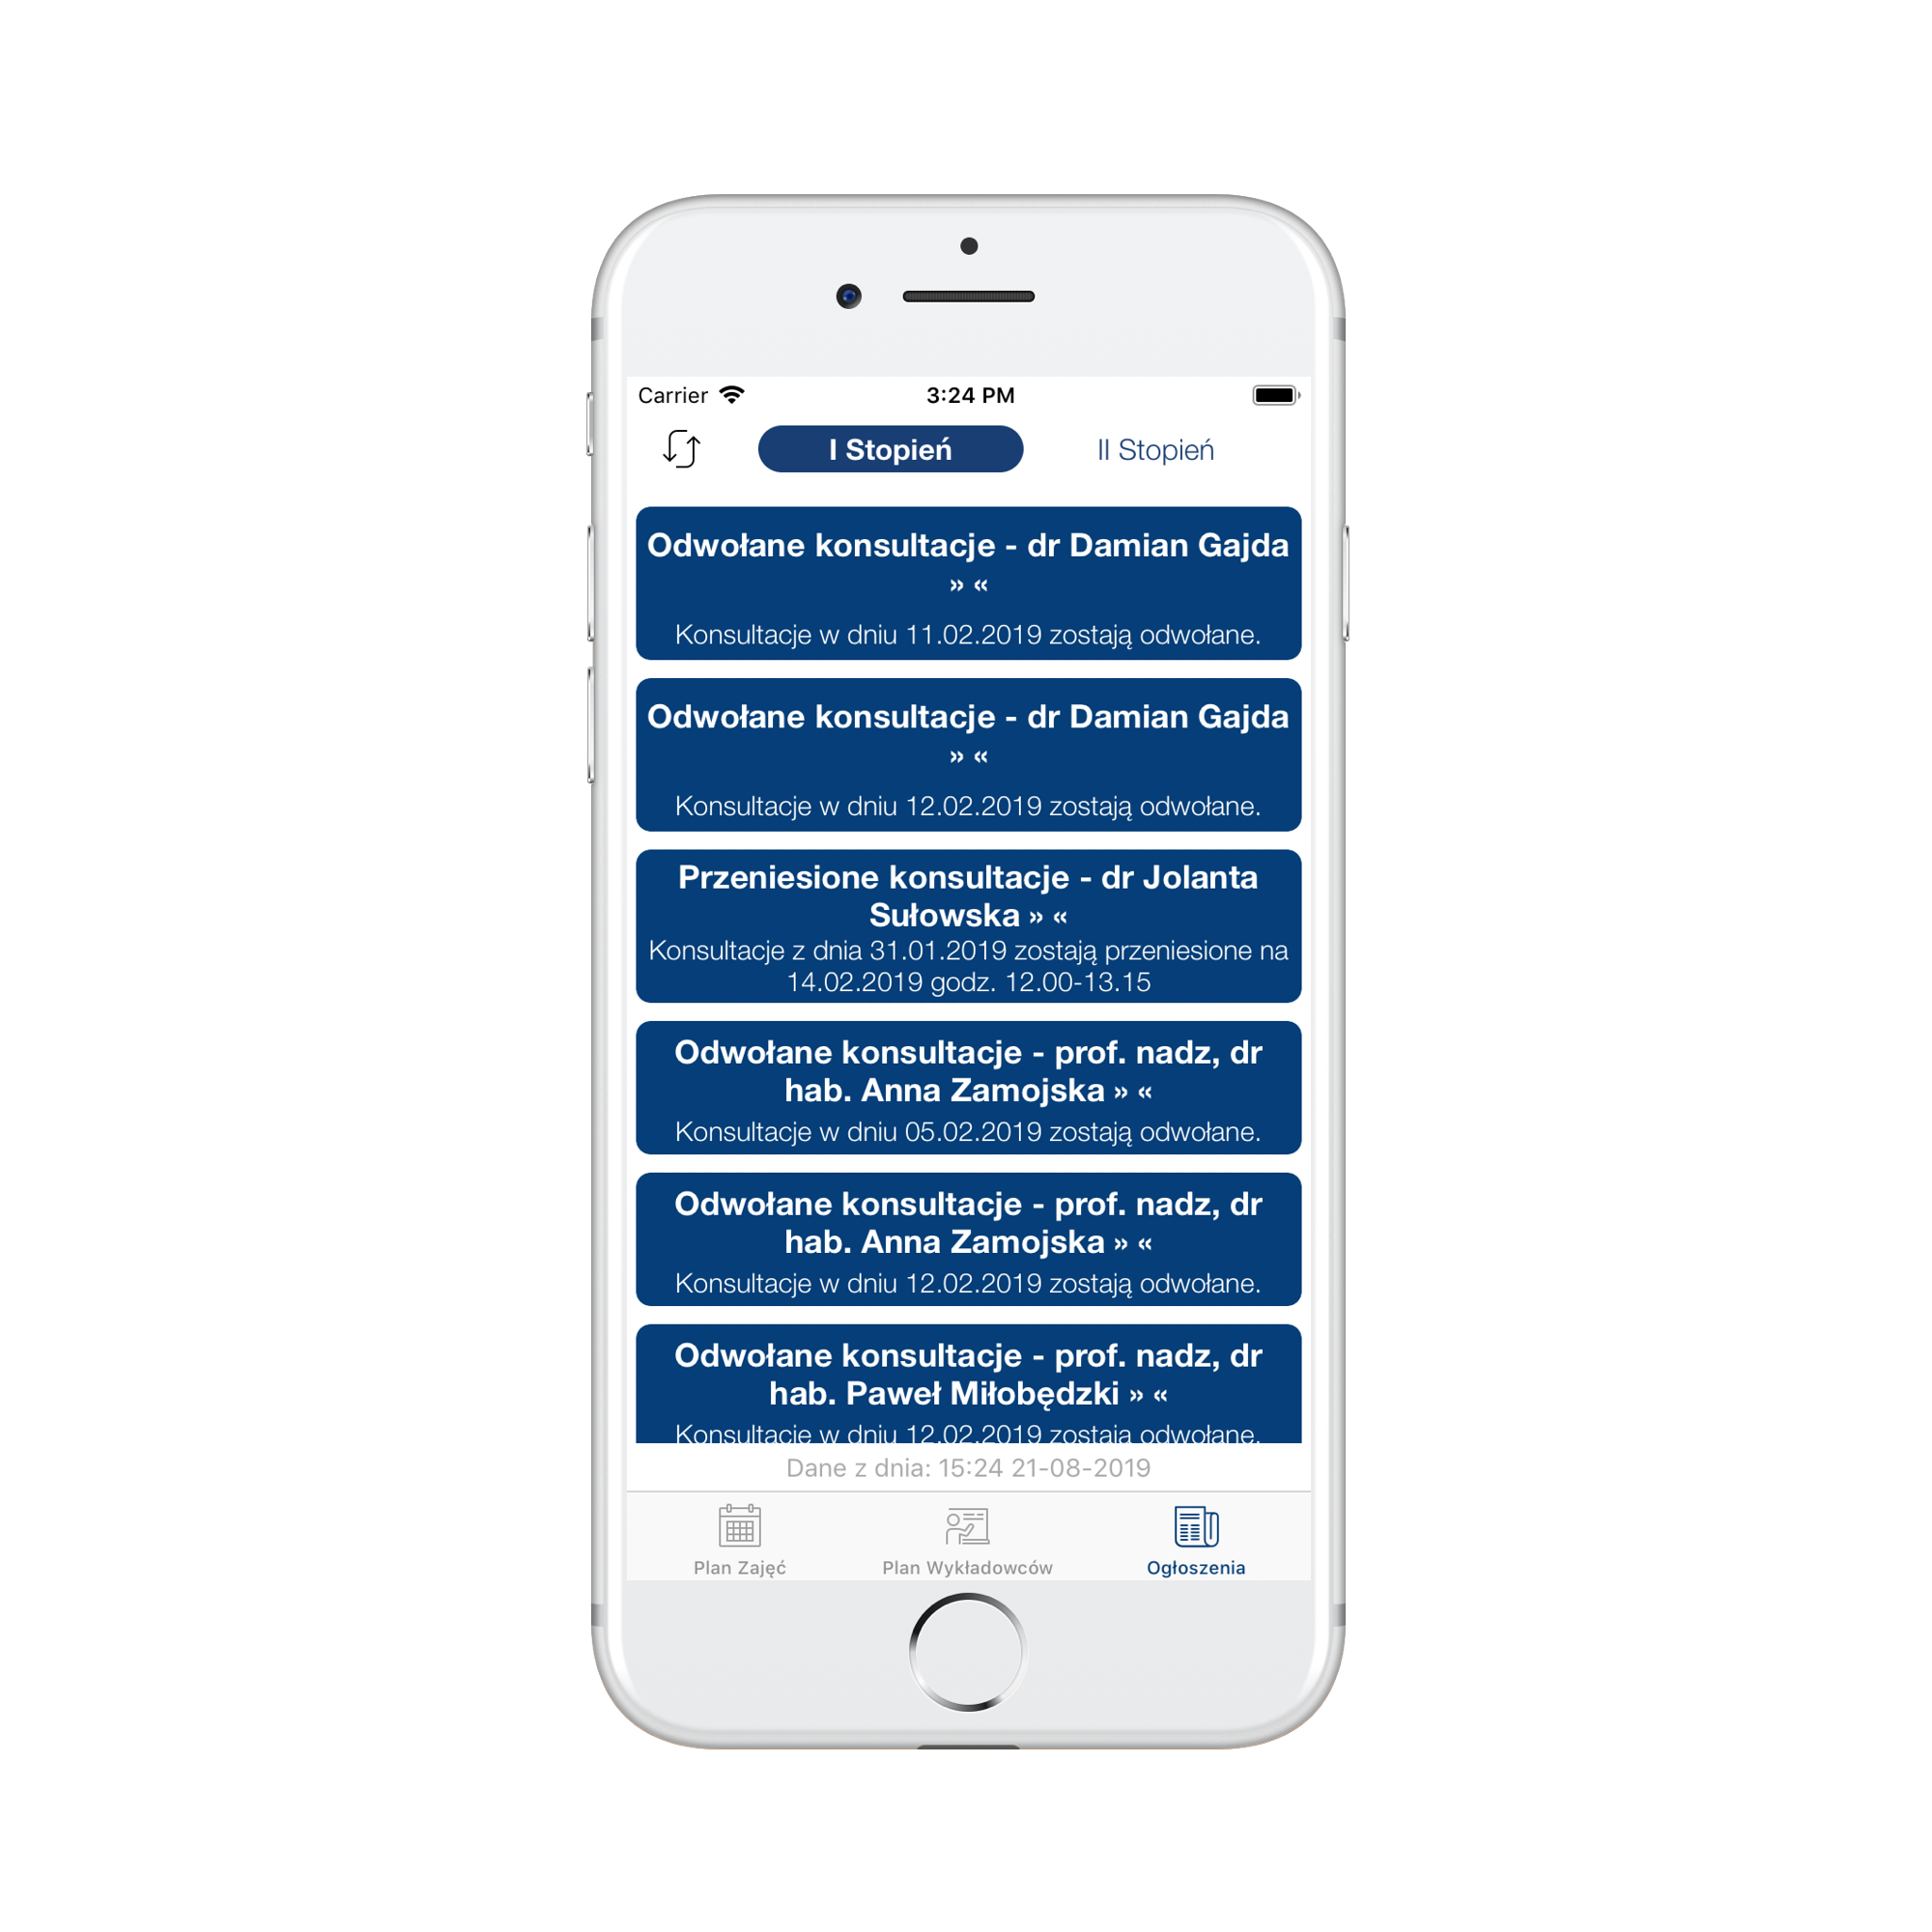 Carrier
3:24 PM
I Stopień
II Stopień
Odwołane konsultacje - dr Damian Gajda
» «
Konsultacje w dniu 11.02.2019 zostają odwołane.
Odwołane konsultacje - dr Damian Gajda
» «
Konsultacje w dniu 12.02.2019 zostają odwołane.
Przeniesione konsultacje - dr Jolanta
Sułowska » «
Konsultacje z dnia 31.01.2019 zostają przeniesione na
14.02.2019 godz. 12.00-13.15
Odwołane konsultacje - prof. nadz, dr
hab. Anna Zamojska » «
Konsultacje w dniu 05.02.2019 zostają odwołane.
Odwołane konsultacje - prof. nadz, dr
hab. Anna Zamojska » «
Konsultacje w dniu 12.02.2019 zostają odwołane.
Odwołane konsultacje - prof. nadz, dr
hab. Paweł Miłobędzki » «
Konsultacje w dniu 12.02.2019 zostają odwołane.
Dane z dnia: 15:24 21-08-2019
Plan Zajęć
Plan Wykładowców
Ogłoszenia